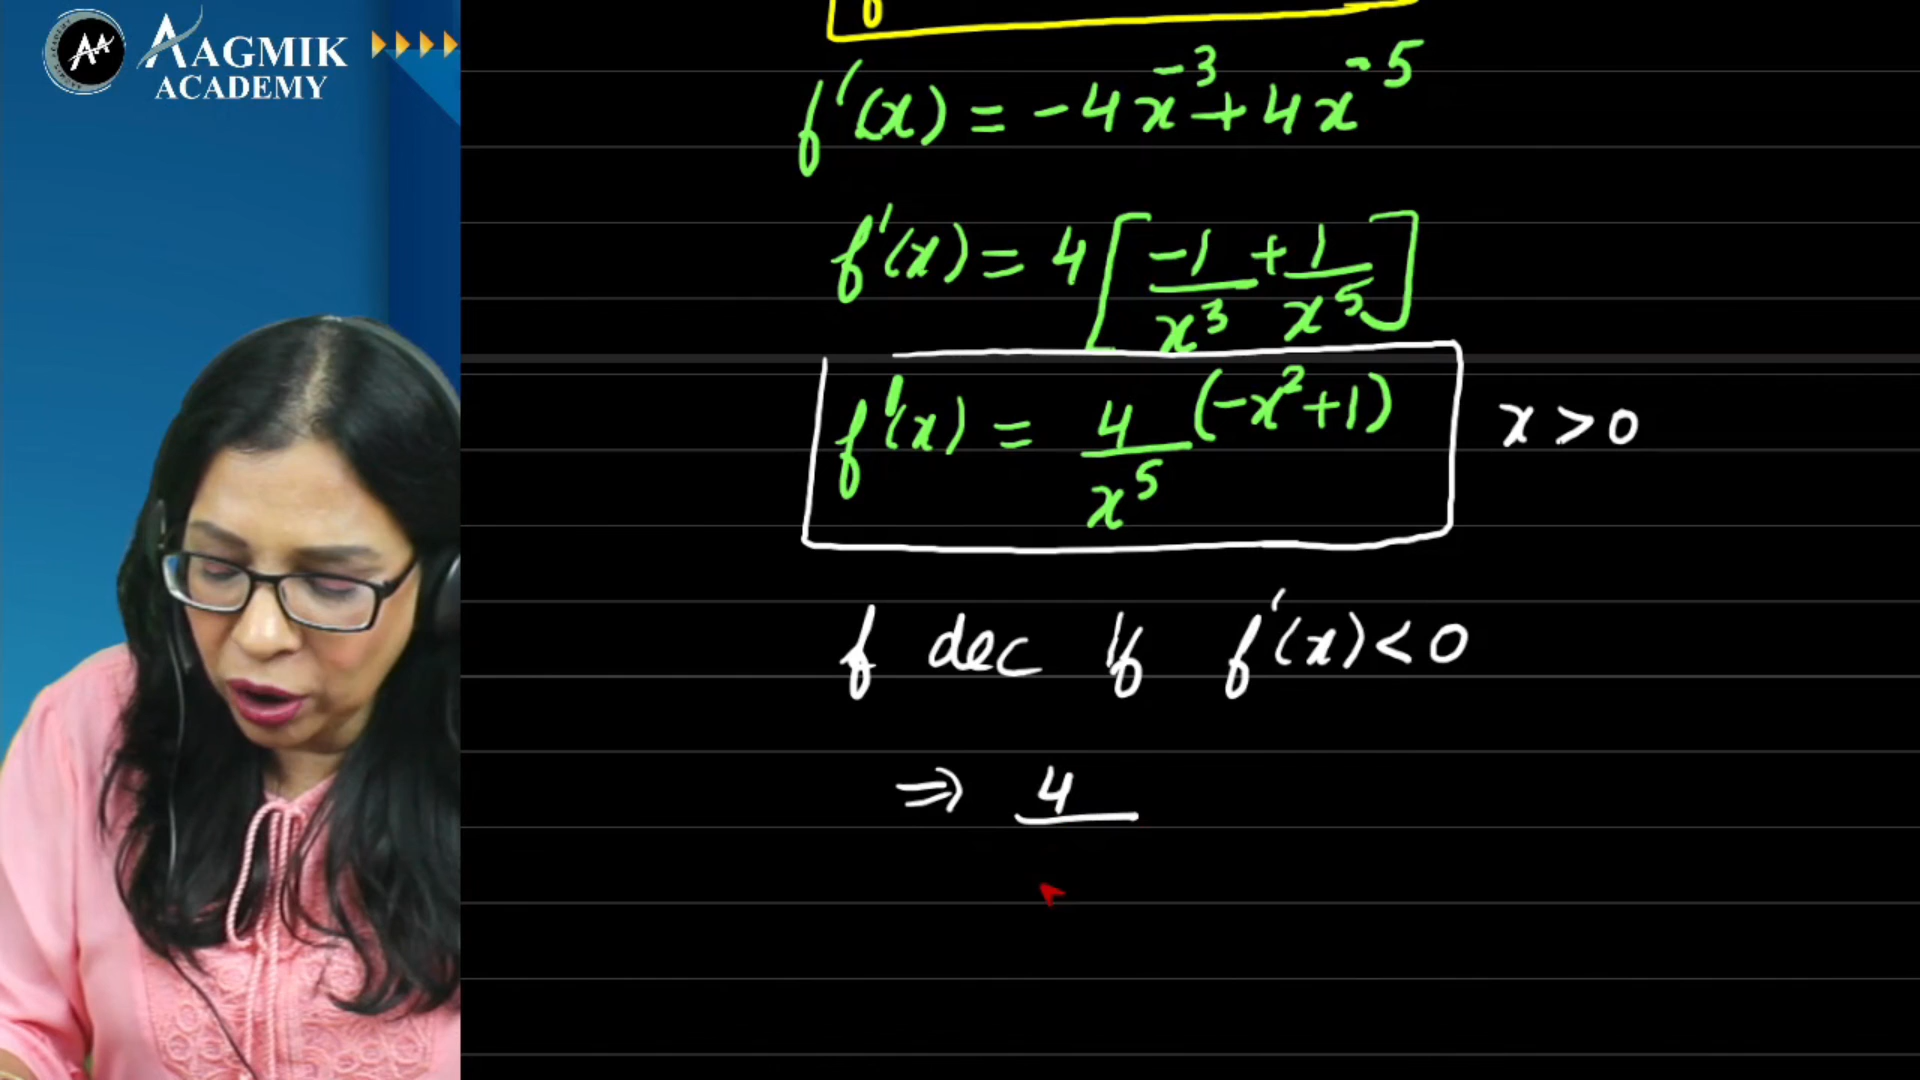 AAGMIK
ACADEMY
f'(x) = -4x⁻³+4x⁻⁵
f'(x) = 4[-1/x³ + 1/x⁵]
f'(x) = 4/x⁵ (-x²+1) x > 0
f dec if f'(x) < 0
⇒ 4